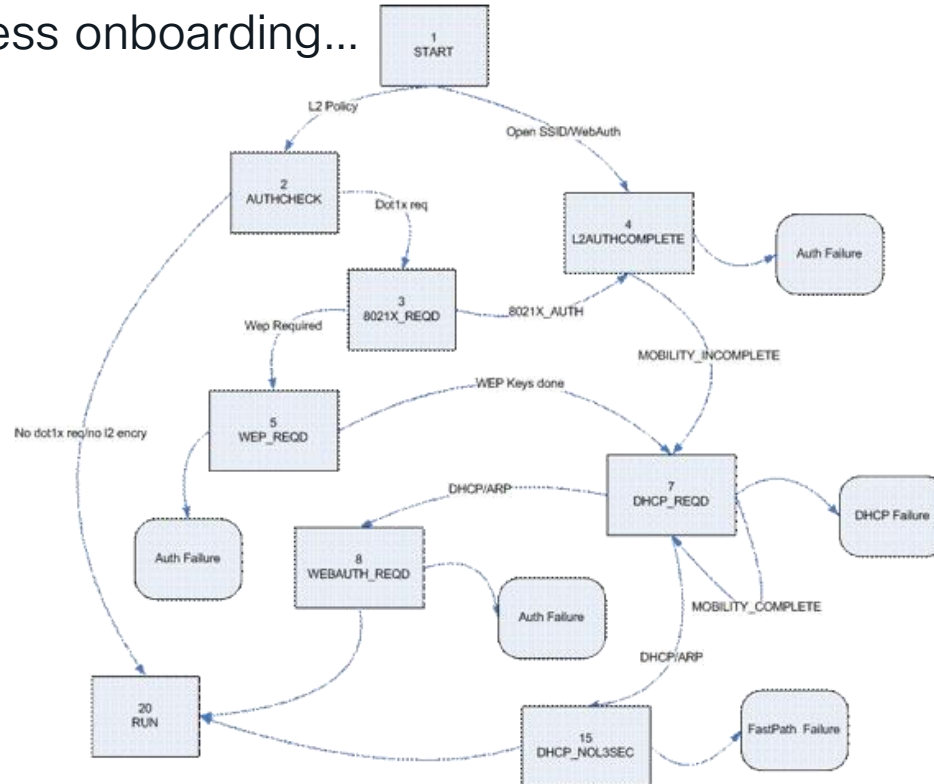 ess onboarding...
1
START
L2 Policy
Open SSID/WebAuth
2
AUTHCHECK
Dot1x req
4
L2AUTHCOMPLETE
Auth Failure
3
8021X_REQD
8021X_AUTH
Wep Required
MOBILITY_INCOMPLETE
WEP Keys done
5
WEP_REQD
No dot1x req/no l2 encry
7
DHCP_REQD
DHCP/ARP
DHCP Failure
Auth Failure
8
WEBAUTH_REQD
Auth Failure
MOBILITY_COMPLETE
DHCP/ARP
20
RUN
15
DHCP_NOL3SEC
FastPath Failure